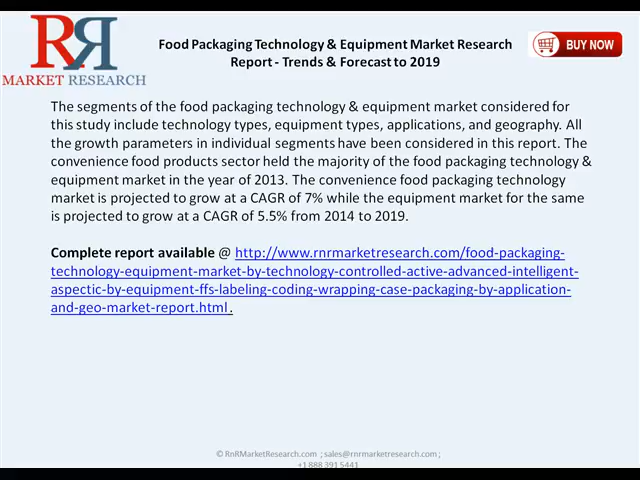 RR
MARKET RESEARCH
Food Packaging Technology & Equipment Market Research
Report - Trends & Forecast to 2019
BUY NOW
The segments of the food packaging technology & equipment market considered for
this study include technology types, equipment types, applications, and geography. All
the growth parameters in individual segments have been considered in this report. The
convenience food products sector held the majority of the food packaging technology &
equipment market in the year of 2013. The convenience food packaging technology
market is projected to grow at a CAGR of 7% while the equipment market for the same
is projected to grow at a CAGR of 5.5% from 2014 to 2019.
Complete report available @ http://www.rnrmarketresearch.com/food-packaging-
technology-equipment-market-by-technology-controlled-active-advanced-intelligent-
aspectic-by-equipment-ffs-labeling-coding-wrapping-case-packaging-by-application-
and-geo-market-report.html .
© RnRMarketResearch.com ; sales@rnrmarketresearch.com ;
+1 888 391 5441